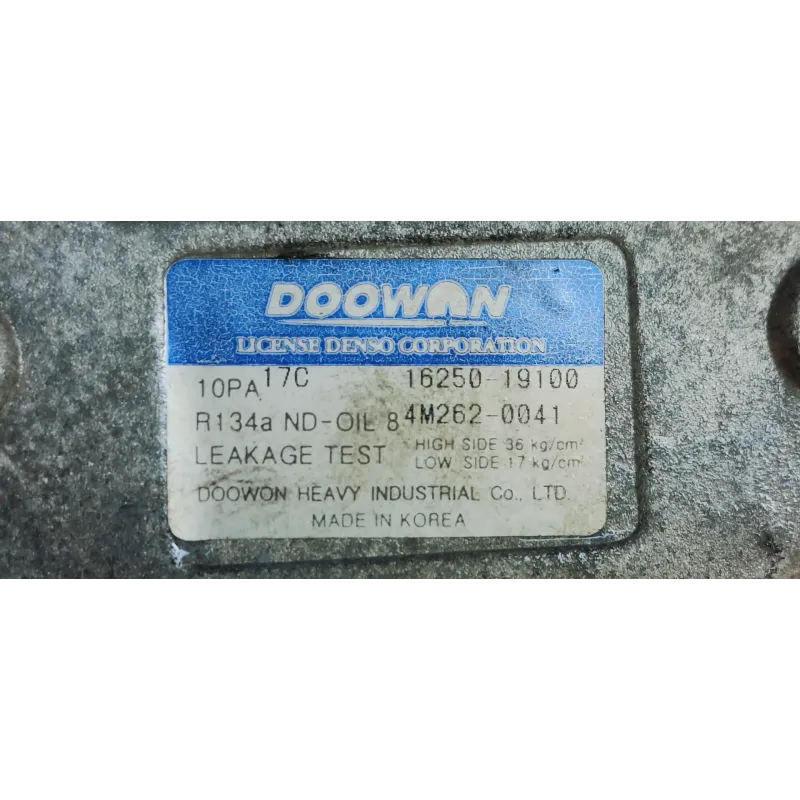 DOOWON
LICENSE DENSO CORPORATION
10PA17C 16250-19100
R134a ND-OIL 8 4M262-0041
LEAKAGE TEST HIGH SIDE 36 kg/cm²
LOW SIDE 17 kg/cm²
DOOWON HEAVY INDUSTRIAL Co., LTD.
MADE IN KOREA